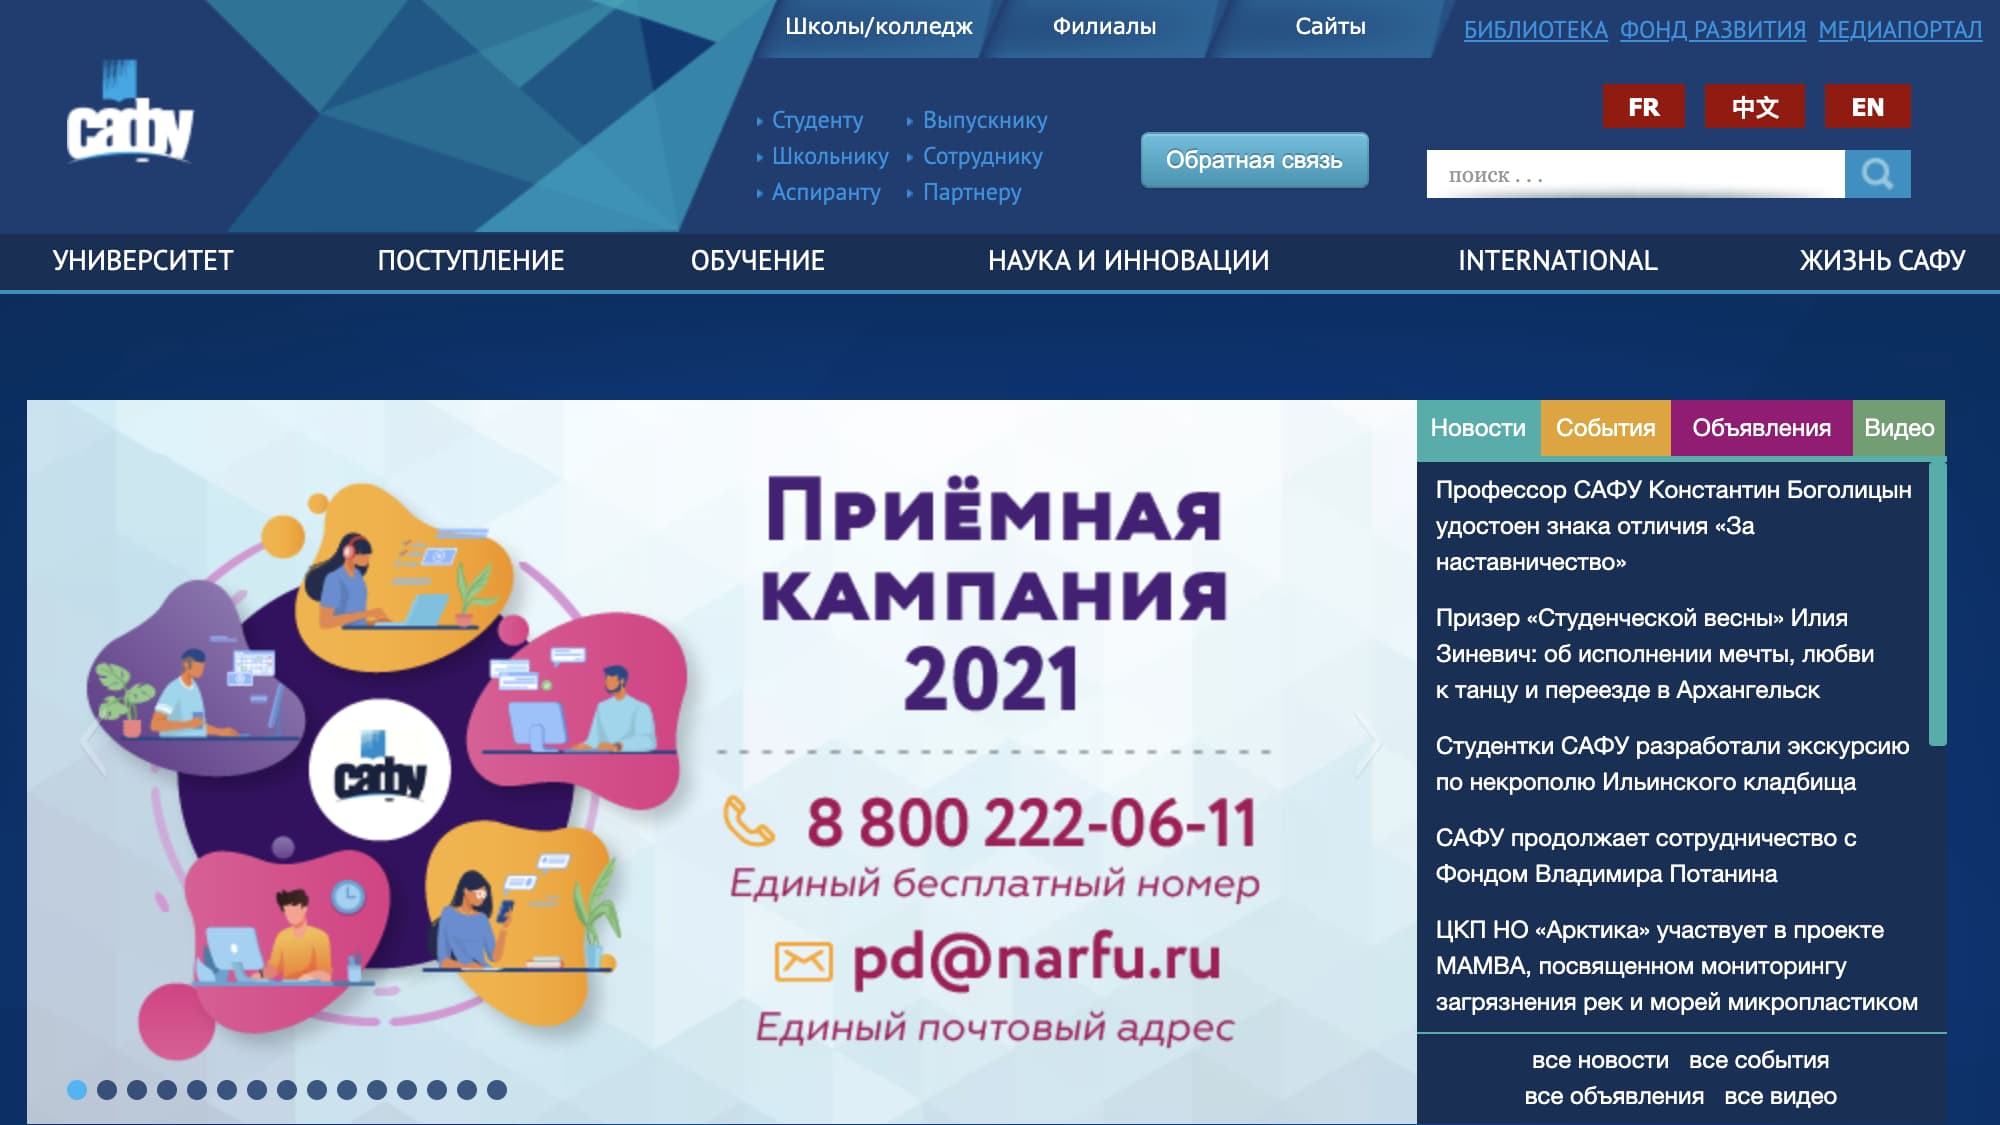 Школы/колледж
Филиалы
Сайты
БИБЛИОТЕКА ФОНД РАЗВИТИЯ МЕДИАПОРТАЛ
сафу
Студенту
Школьнику
Аспиранту
Выпускнику
Сотруднику
Партнеру
Обратная связь
FR
中文
EN
поиск . . .
УНИВЕРСИТЕТ
ПОСТУПЛЕНИЕ
ОБУЧЕНИЕ
НАУКА И ИННОВАЦИИ
INTERNATIONAL
ЖИЗНЬ САФУ
сафу
Приёмная
кампания
2021
8 800 222-06-11
Единый бесплатный номер
pd@narfu.ru
Единый почтовый адрес
Новости
События
Объявления
Видео
Профессор САФУ Константин Боголицын
удостоен знака отличия «За
наставничество»
Призер «Студенческой весны» Илия
Зиневич: об исполнении мечты, любви
к танцу и переезде в Архангельск
Студентки САФУ разработали экскурсию
по некрополю Ильинского кладбища
САФУ продолжает сотрудничество с
Фондом Владимира Потанина
ЦКП НО «Арктика» участвует в проекте
МАМВА, посвященном мониторингу
загрязнения рек и морей микропластиком
все новости все события
все объявления все видео